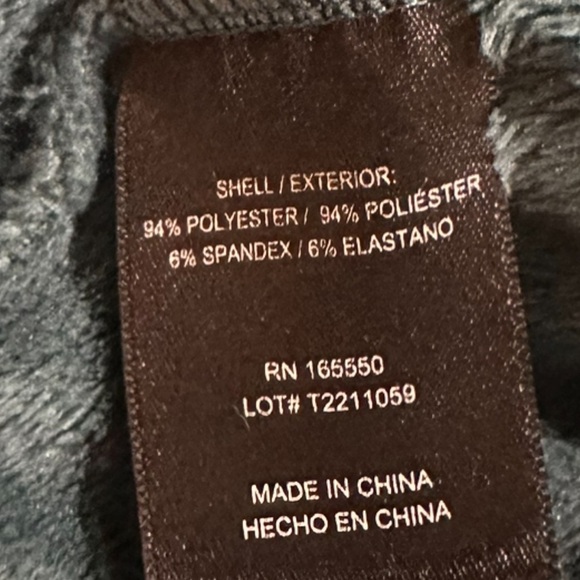 SHELL / EXTERIOR:
94% POLYESTER / 94% POLIÉSTER
6% SPANDEX / 6% ELASTANO
RN 165550
LOT# T2211059
MADE IN CHINA
HECHO EN CHINA